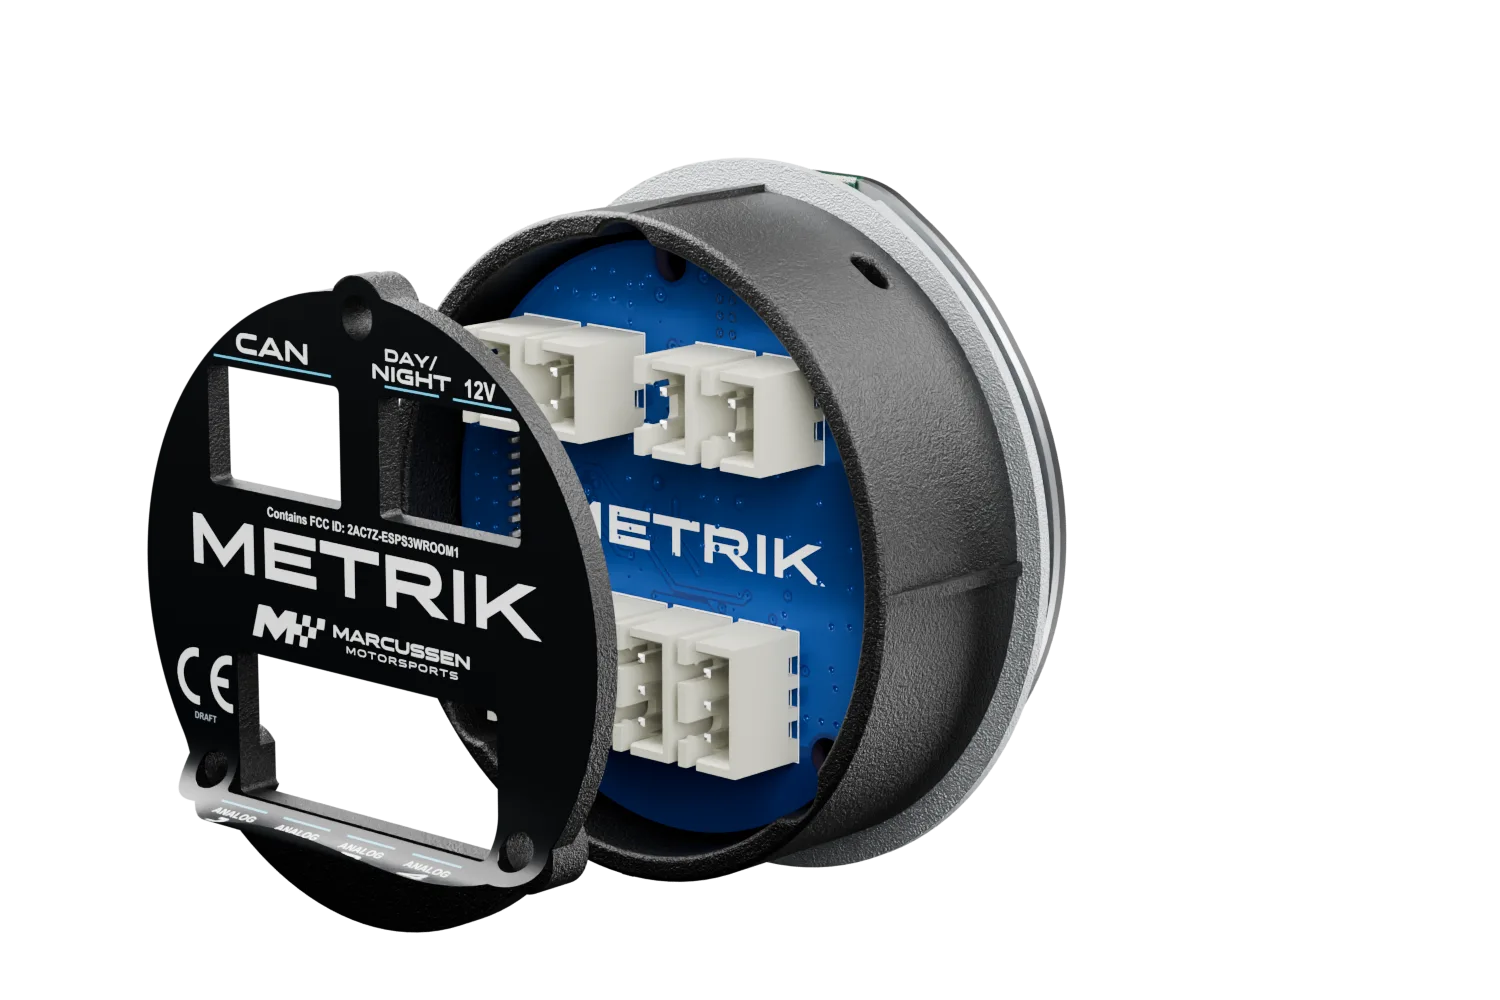 CAN
DAY/
NIGHT
12V
Contains FCC ID: 2AC7Z-ESPS3WROOM1
METRIK
MARCUSSEN
MOTORSPORTS
CE
DRAFT
ANALOG
ANALOG
ANALOG
ANALOG
METRIK